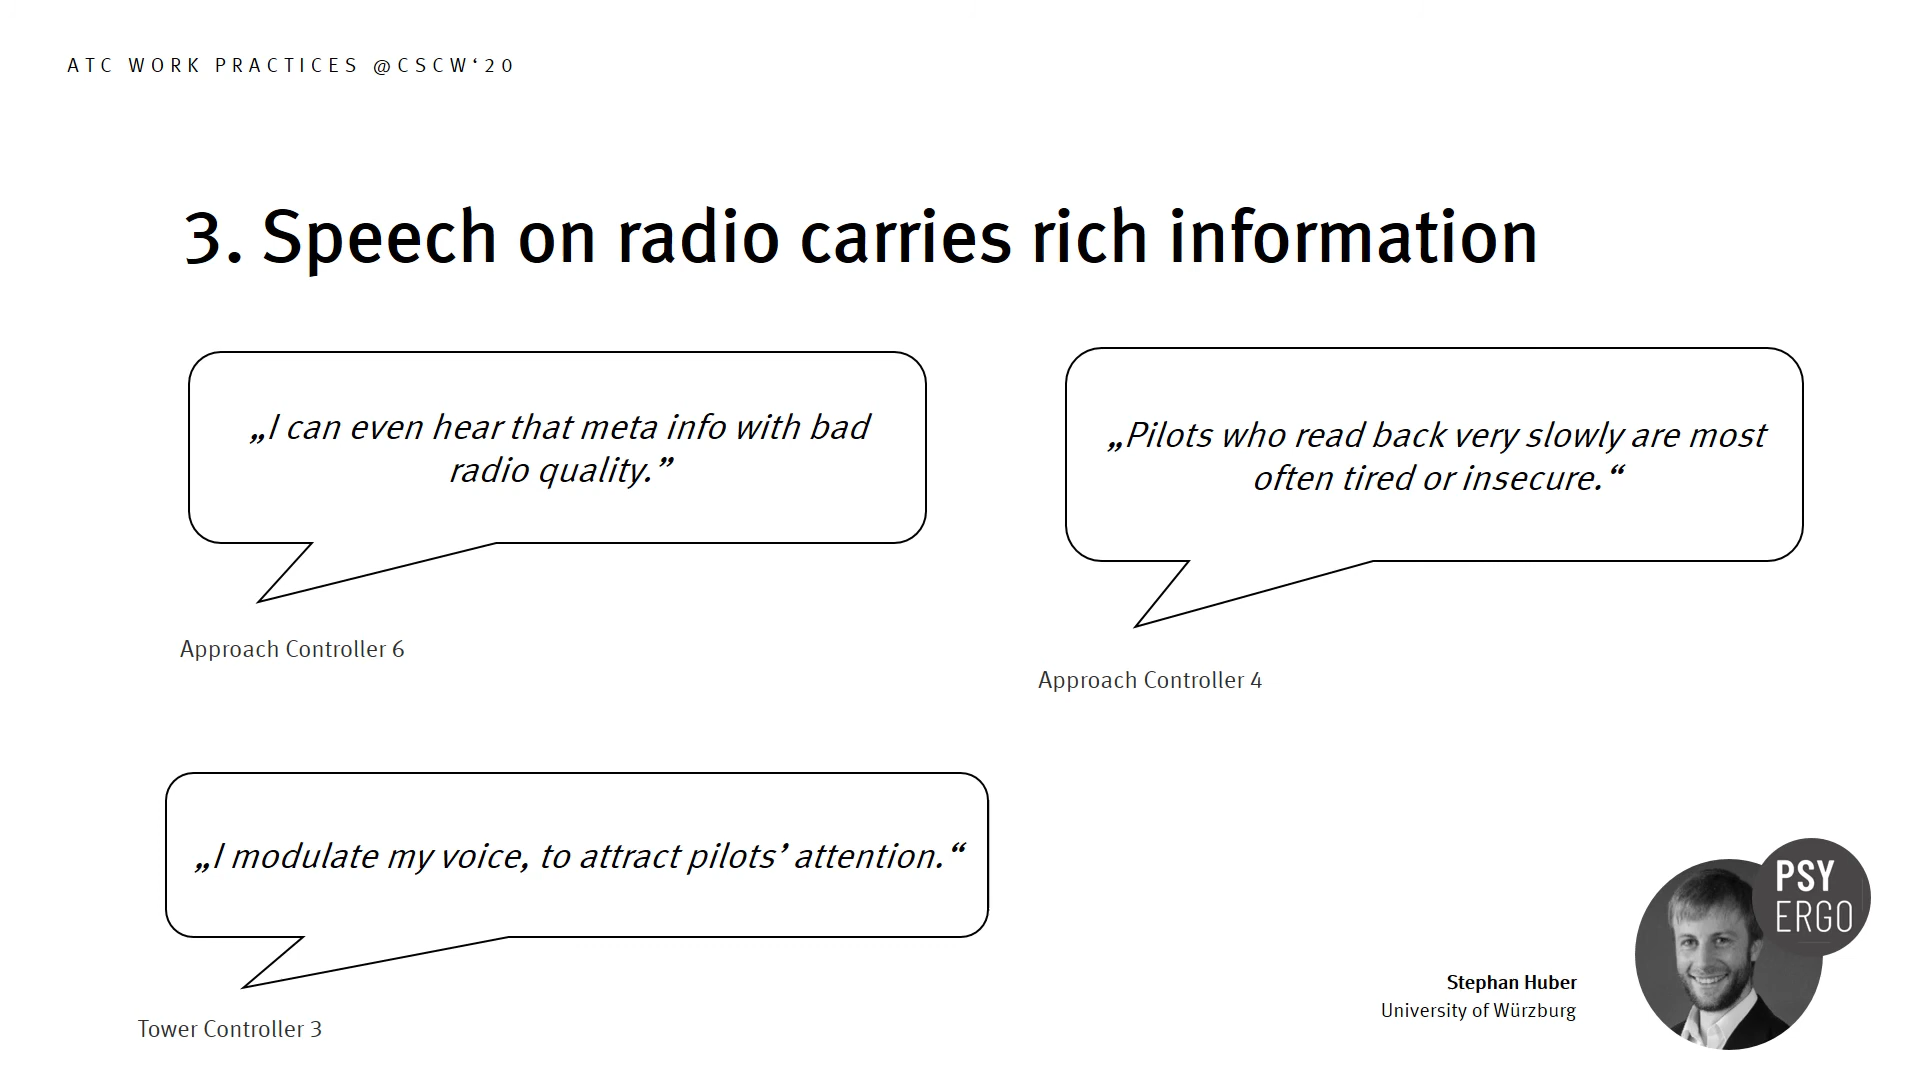 ATC WORK PRACTICES @CSCW‘20
3. Speech on radio carries rich information
„I can even hear that meta info with bad
radio quality.”
Approach Controller 6
„Pilots who read back very slowly are most
often tired or insecure.“
Approach Controller 4
„I modulate my voice, to attract pilots’ attention.“
Tower Controller 3
PSY
ERGO
Stephan Huber
University of Würzburg